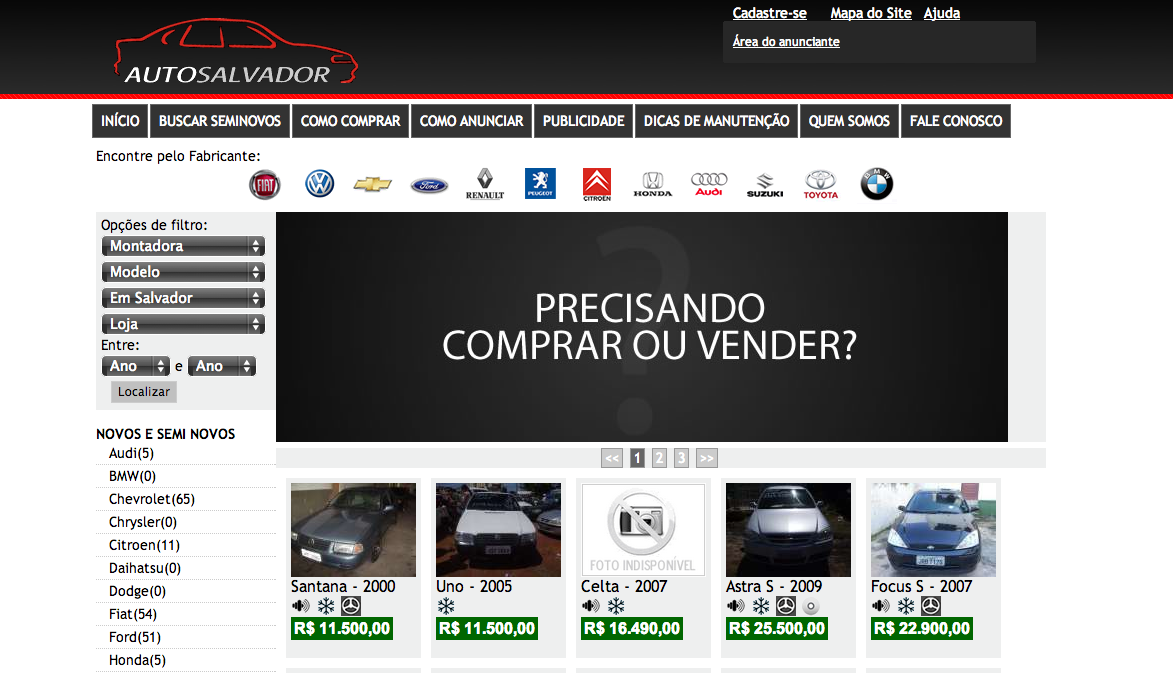 Cadastre-se Mapa do Site Ajuda
Área do anunciante
AUTOSALVADOR
INÍCIO BUSCAR SEMINOVOS COMO COMPRAR COMO ANUNCIAR PUBLICIDADE DICAS DE MANUTENÇÃO QUEM SOMOS FALE CONOSCO
Encontre pelo Fabricante:
FIAT Ford RENAULT PEUGEOT CITROEN HONDA Audi SUZUKI TOYOTA BMW
Opções de filtro:
Montadora
Modelo
Em Salvador
Loja
Entre:
Ano e Ano
Localizar
?
PRECISANDO
COMPRAR OU VENDER?
<< 1 2 3 >>
NOVOS E SEMI NOVOS
Audi(5)
BMW(0)
Chevrolet(65)
Chrysler(0)
Citroen(11)
Daihatsu(0)
Dodge(0)
Fiat(54)
Ford(51)
Honda(5)
FOTO INDISPONÍVEL
Santana - 2000 Uno - 2005 Celta - 2007 Astra S - 2009 Focus S - 2007
R$ 11.500,00 R$ 11.500,00 R$ 16.490,00 R$ 25.500,00 R$ 22.900,00